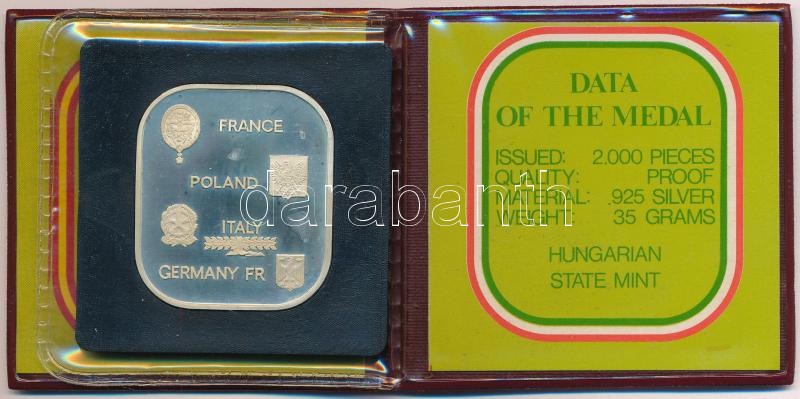 FRANCE
POLAND
ITALY
GERMANY FR
DATA
OF THE MEDAL
ISSUED: 2.000 PIECES
QUALITY: PROOF
MATERIAL: .925 SILVER
WEIGHT: 35 GRAMS
HUNGARIAN
STATE MINT
darabanth